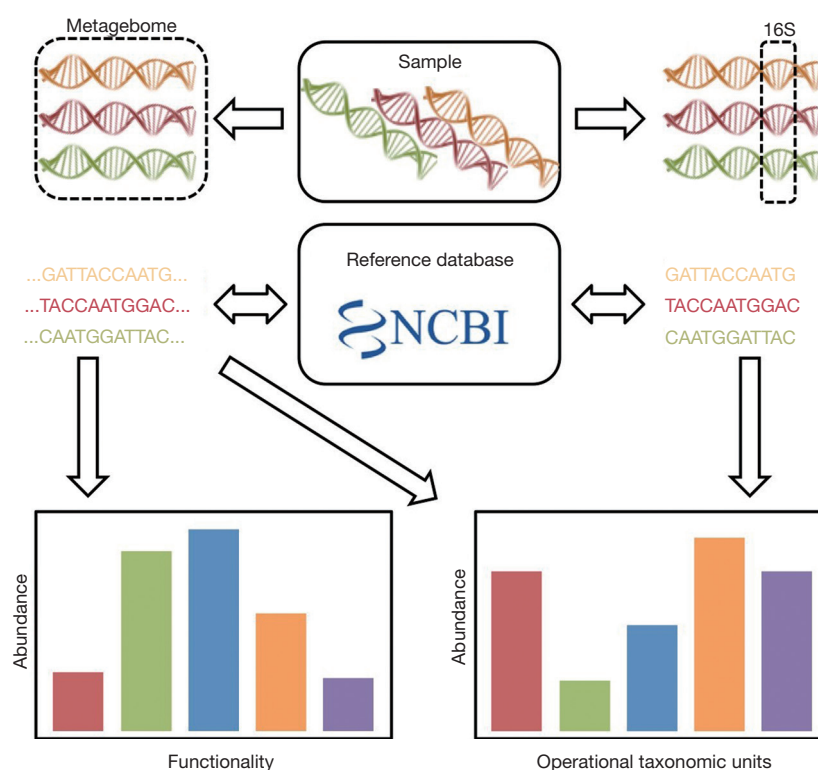 Metagebome
Sample
16S
Reference database
NCBI
...GATTACCAATG...
...TACCAATGGAC...
...CAATGGATTAC...
GATTACCAATG
TACCAATGGAC
CAATGGATTAC
Abundance
Functionality
Abundance
Operational taxonomic units